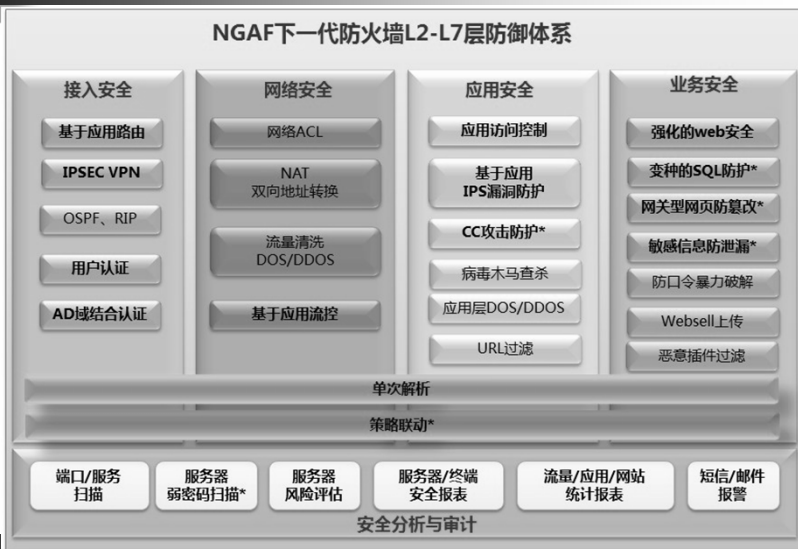 NGAF下一代防火墙L2-L7层防御体系
接入安全
基于应用路由
IPSEC VPN
OSPF、RIP
用户认证
AD域结合认证
网络安全
网络ACL
NAT
双向地址转换
流量清洗
DOS/DDOS
基于应用流控
应用安全
应用访问控制
基于应用
IPS漏洞防护
CC攻击防护*
病毒木马查杀
应用层DOS/DDOS
URL过滤
业务安全
强化的web安全
变种的SQL防护*
网关型网页防篡改*
敏感信息防泄漏*
防口令暴力破解
Websell上传
恶意插件过滤
单次解析
策略联动*
端口/服务
扫描
服务器
弱密码扫描*
服务器
风险评估
服务器/终端
安全报表
流量/应用/网站
统计报表
短信/邮件
报警
安全分析与审计